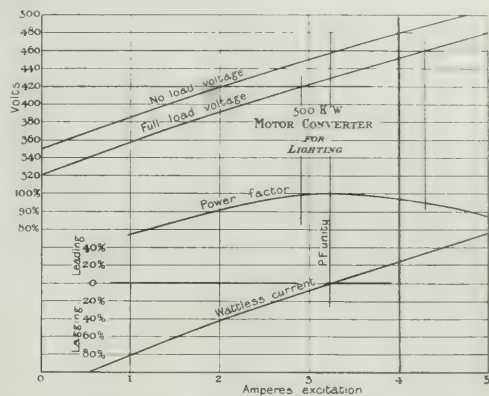 500
480
460
440
420
400
380
360
340
320
100%
90%
80%
40%
20%
0
20%
40%
60%
80%
Volts
Leading
Lagging
No load voltage
Full load voltage
500 K'W
MOTOR CONVERTER
FOR
LIGHTING
Power factor
PF unity
Wattless current
0 1 2 3 4 5
Amperes excitation